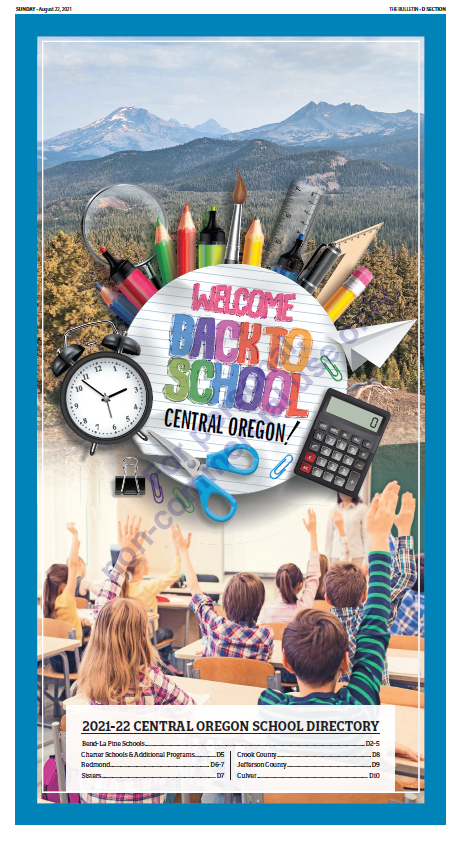 SUNDAY • August 22, 2021 THE BULLETIN • D SECTION
WELCOME
BACK TO
SCHOOL
CENTRAL OREGON!
0
2021-22 CENTRAL OREGON SCHOOL DIRECTORY
Bend-La Pine Schools D2-5
Charter Schools & Additional Programs D5
Redmond D6-7
Sisters D7
Crook County D8
Jefferson County D9
Culver D10